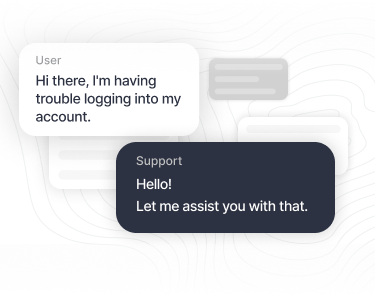 User
Hi there, I'm having
trouble logging into my
account.
Support
Hello!
Let me assist you with that.